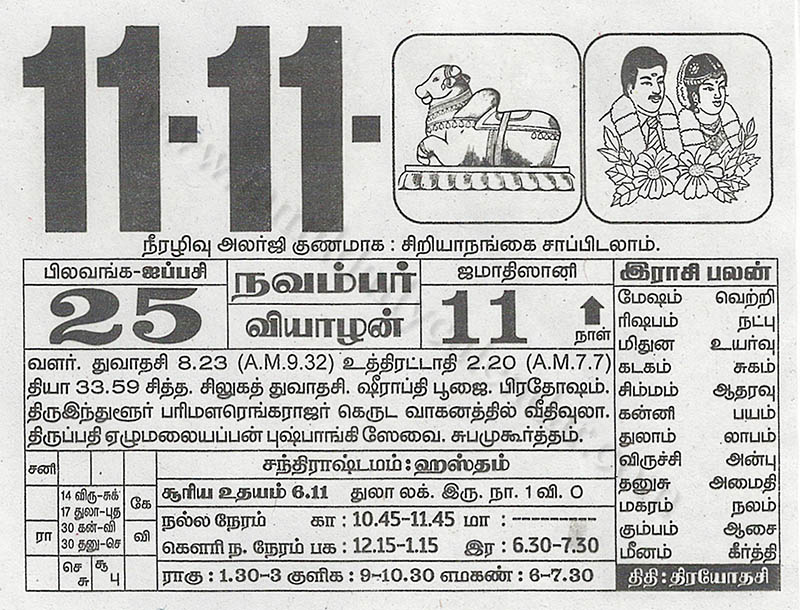 11-11-
நீரழிவு அலர்ஜி குணமாக : சிறியாநங்கை சாப்பிடலாம்.
பிலவங்க-ஐப்பசி
25
நவம்பர்
வியாழன்
ஜமாதிஸானி
11 நாள்
வளர். துவாதசி 8.23 (A.M.9.32) உத்திரட்டாதி 2.20 (A.M.7.7)
தியா 33.59 சித்த. சிலுகத் துவாதசி. ஷீராப்தி பூஜை. பிரதோஷம்.
திருஇந்துளூர் பரிமளரெங்கராஜர் கெருட வாகனத்தில் வீதிவுலா.
திருப்பதி ஏழுமலையப்பன் புஷ்பாங்கி ஸேவை. சுபமுகூர்த்தம்.
சனி
14 விரு-சுக்
17 துலா-புத
30 கன்-வி
30 தனு-செ
கே
ரா
வி
செ சு
சூ பு
சந்திராஷ்டமம் : ஹஸ்தம்
சூரிய உதயம் 6.11 துலா லக். இரு. நா. 1 வி. 0
நல்ல நேரம் கா : 10.45-11.45 மா : ----------
கௌரி ந. நேரம் பக : 12.15-1.15 இர : 6.30-7.30
ராகு : 1.30-3 குளிக : 9-10.30 எமகண் : 6-7.30
இராசி பலன்
மேஷம் வெற்றி
ரிஷபம் நட்பு
மிதுன உயர்வு
கடகம் சுகம்
சிம்மம் ஆதரவு
கன்னி பயம்
துலாம் லாபம்
விருச்சி அன்பு
தனுசு அமைதி
மகரம் நலம்
கும்பம் ஆசை
மீனம் கீர்த்தி
திதி : திரயோதசி